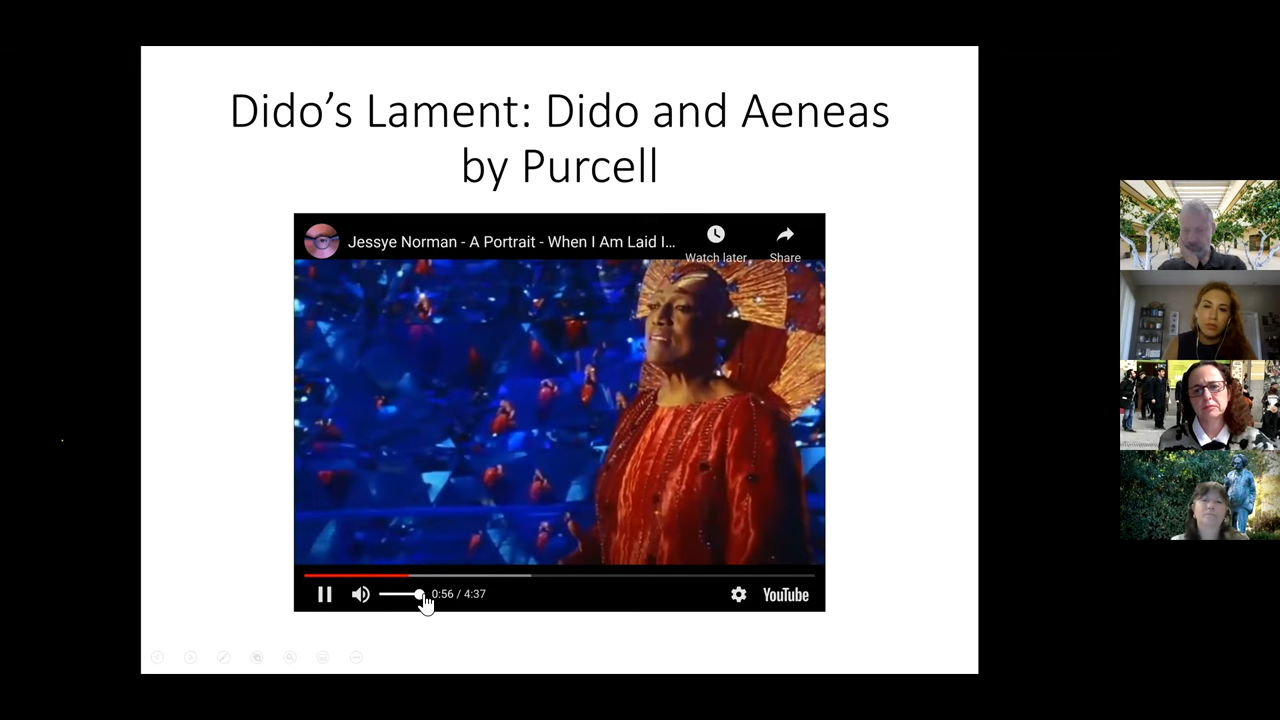 Dido’s Lament: Dido and Aeneas
by Purcell
Jessye Norman - A Portrait - When I Am Laid I...
Watch later
Share
0:56 / 4:37
YouTube